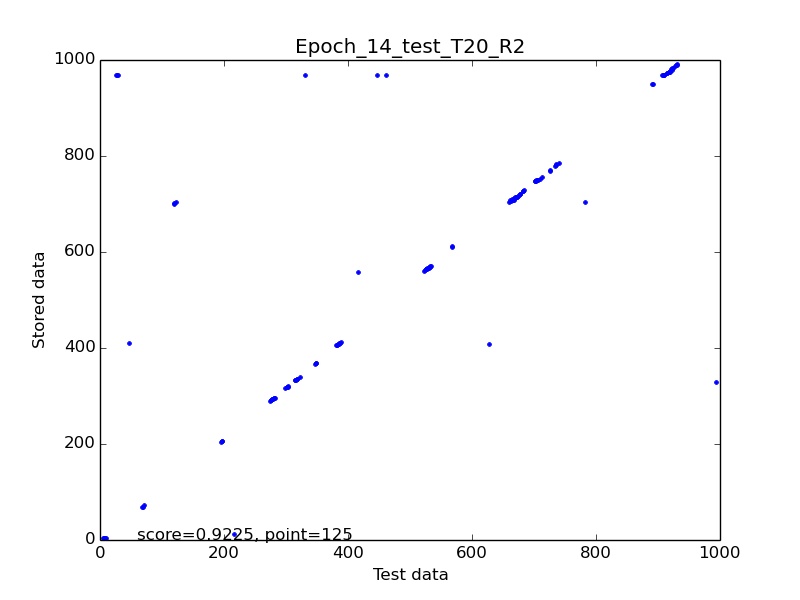 Epoch_14_test_T20_R2
1000
800
600
400
200
0
Stored data
score=0.9225, point=125
0 200 400 600 800 1000
Test data